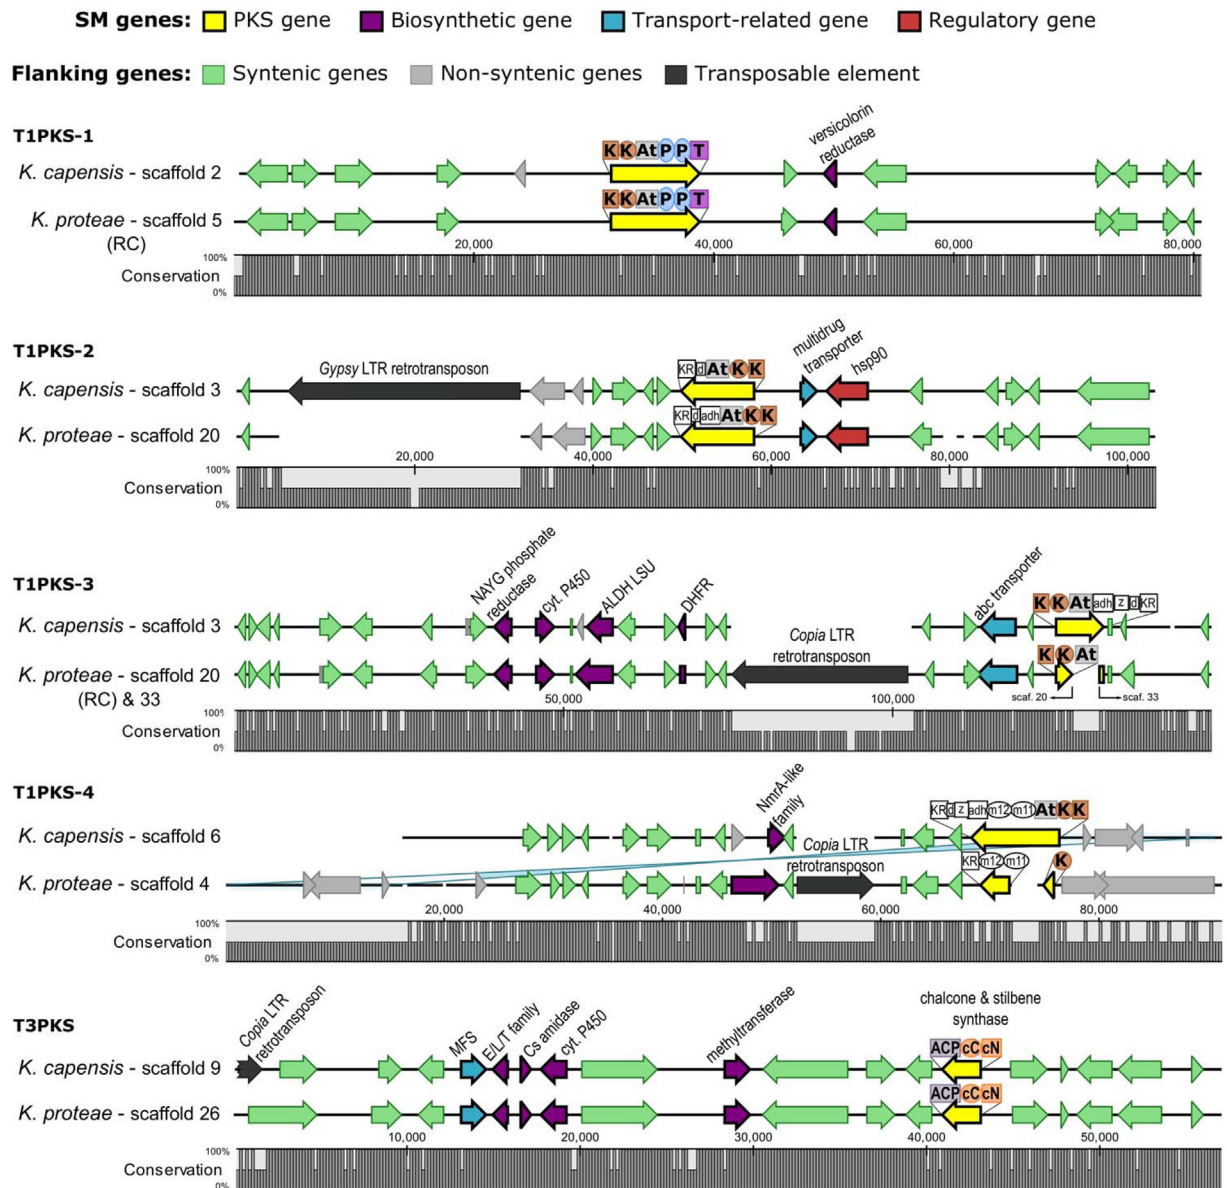 SM genes: PKS gene Biosynthetic gene Transport-related gene Regulatory gene
Flanking genes: Syntenic genes Non-syntenic genes Transposable element
T1PKS-1
versicolorin
reductase
K K At P P T
K. capensis - scaffold 2
K K At P P T
K. proteae - scaffold 5
(RC)
20,000 40,000 60,000 80,000
100%
Conservation
0%
T1PKS-2
multidrug
transporter
hsp90
Gypsy LTR retrotransposon
KR d At K K
K. capensis - scaffold 3
KR d adh At K K
K. proteae - scaffold 20
20,000 40,000 60,000 80,000 100,000
100%
Conservation
0%
T1PKS-3
NAYG phosphate
reductase
cyt. P450
ALDH LSU
DHFR
abc transporter
K K At adh z d KR
K. capensis - scaffold 3
Copia LTR
retrotransposon
K K At
K. proteae - scaffold 20
(RC) & 33
scaf. 20 scaf. 33
50,000 100,000
100%
Conservation
0%
T1PKS-4
NmrA-like
family
KR d z adh m12 m11 At K K
K. capensis - scaffold 6
Copia LTR
retrotransposon
KR m12 m11 K
K. proteae - scaffold 4
20,000 40,000 60,000 80,000
100%
Conservation
0%
T3PKS
Copia LTR
retrotransposon
MFS
E/L/T family
Cs amidase
cyt. P450
methyltransferase
chalcone & stilbene
synthase
ACP cC cN
K. capensis - scaffold 9
ACP cC cN
K. proteae - scaffold 26
10,000 20,000 30,000 40,000 50,000
100%
Conservation
0%